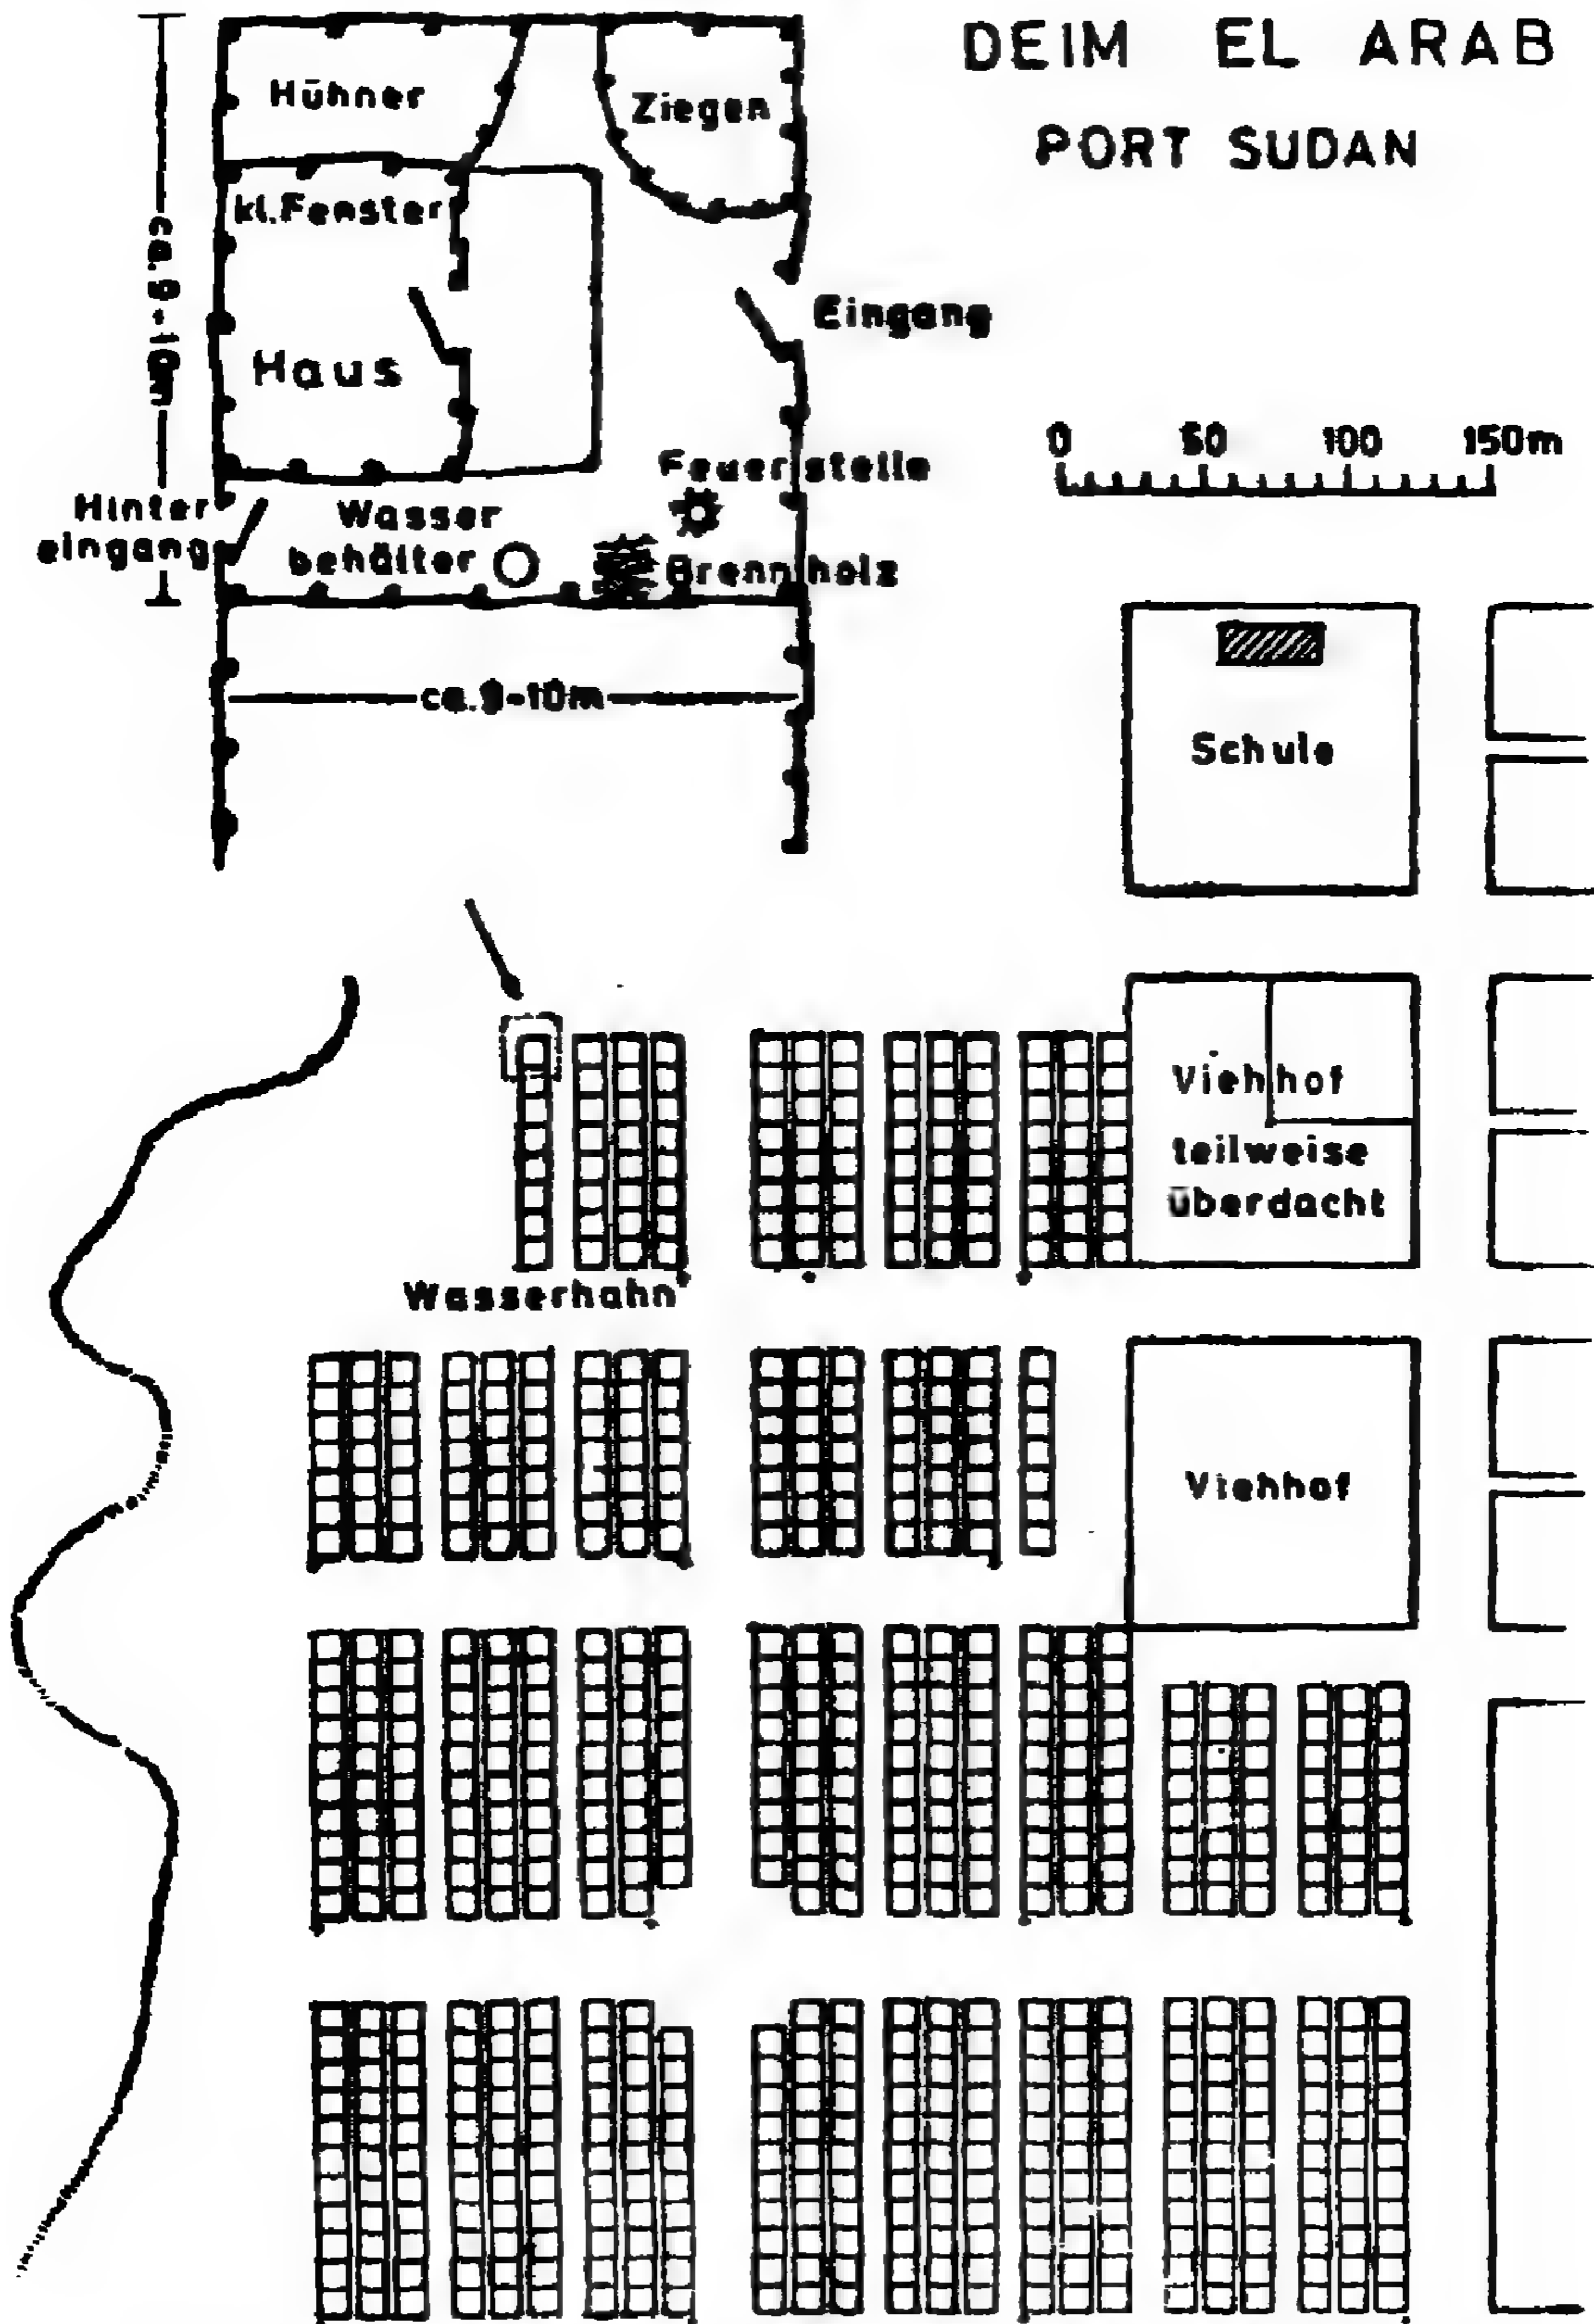 DEIM EL ARAB
PORT SUDAN
Hühner
Ziegen
kl. Fenster
ca. 9-10m
Eingang
Haus
0 50 100 150m
Feuerstelle
Hinter
eingang
Wasser
behälter
Brennholz
ca. 9-10m
Schule
Viehhof
teilweise
überdacht
Wasserhahn
Viehhof